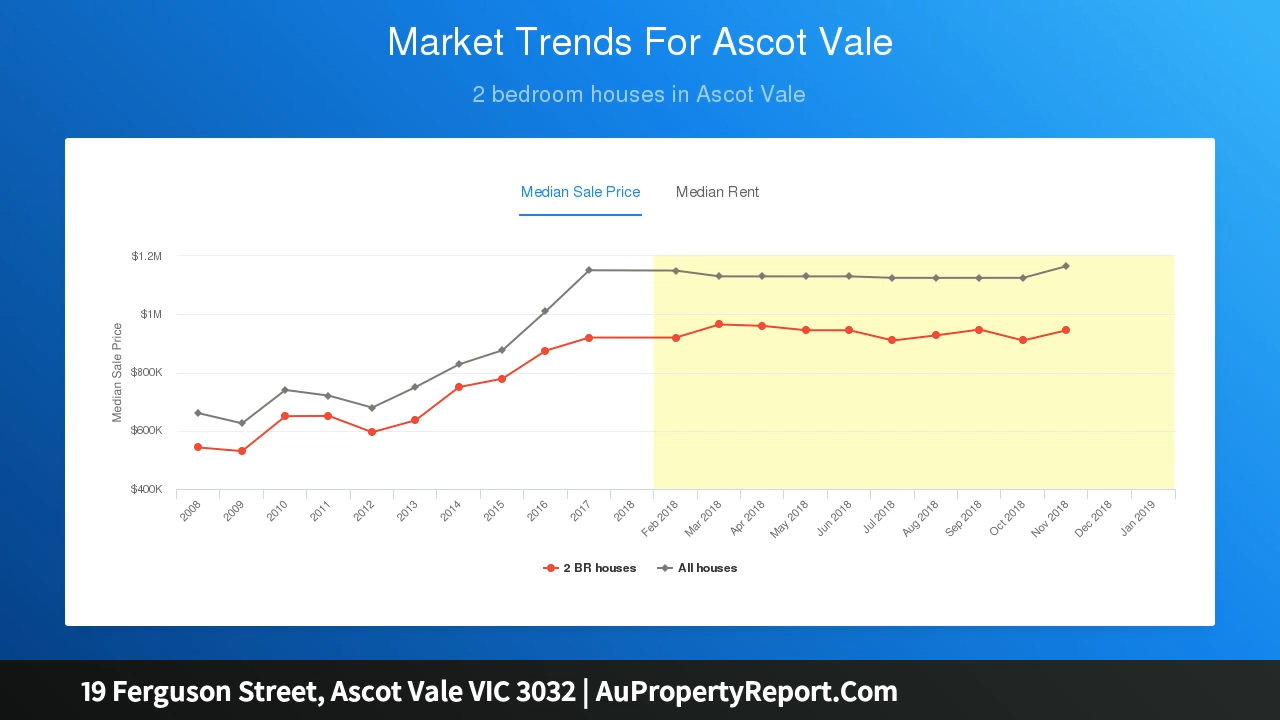 Market Trends For Ascot Vale
2 bedroom houses in Ascot Vale
Median Sale Price Median Rent
Median Sale Price
$1.2M
$1M
$800K
$600K
$400K
2008 2009 2010 2011 2012 2013 2014 2015 2016 2017 2018 Feb 2018 Mar 2018 Apr 2018 May 2018 Jun 2018 Jul 2018 Aug 2018 Sep 2018 Oct 2018 Nov 2018 Dec 2018 Jan 2019
2 BR houses All houses
19 Ferguson Street, Ascot Vale VIC 3032 | AuPropertyReport.Com